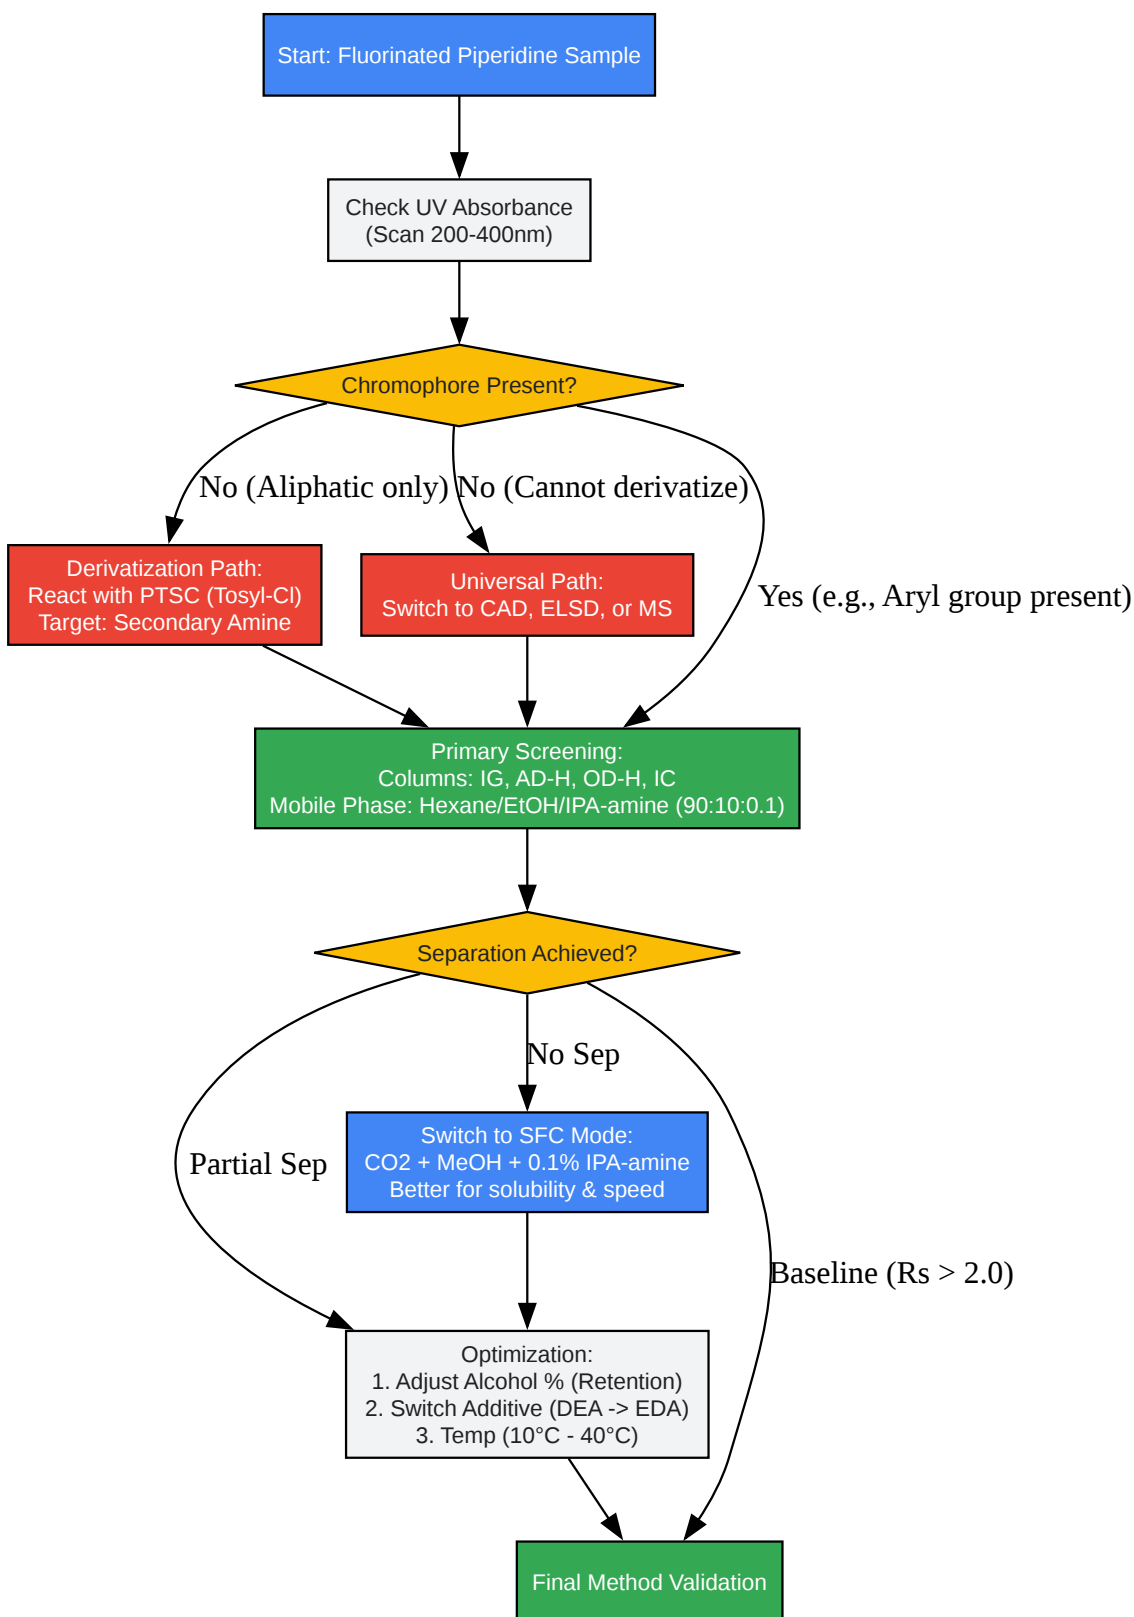 Start: Fluorinated Piperidine Sample
Check UV Absorbance
(Scan 200-400nm)
Chromophore Present?
No (Aliphatic only)
No (Cannot derivatize)
Yes (e.g., Aryl group present)
Derivatization Path:
React with PTSC (Tosyl-Cl)
Target: Secondary Amine
Universal Path:
Switch to CAD, ELSD, or MS
Primary Screening:
Columns: IG, AD-H, OD-H, IC
Mobile Phase: Hexane/EtOH/IPA-amine (90:10:0.1)
Separation Achieved?
No Sep
Partial Sep
Baseline (Rs > 2.0)
Switch to SFC Mode:
CO2 + MeOH + 0.1% IPA-amine
Better for solubility & speed
Optimization:
1. Adjust Alcohol % (Retention)
2. Switch Additive (DEA -> EDA)
3. Temp (10°C - 40°C)
Final Method Validation